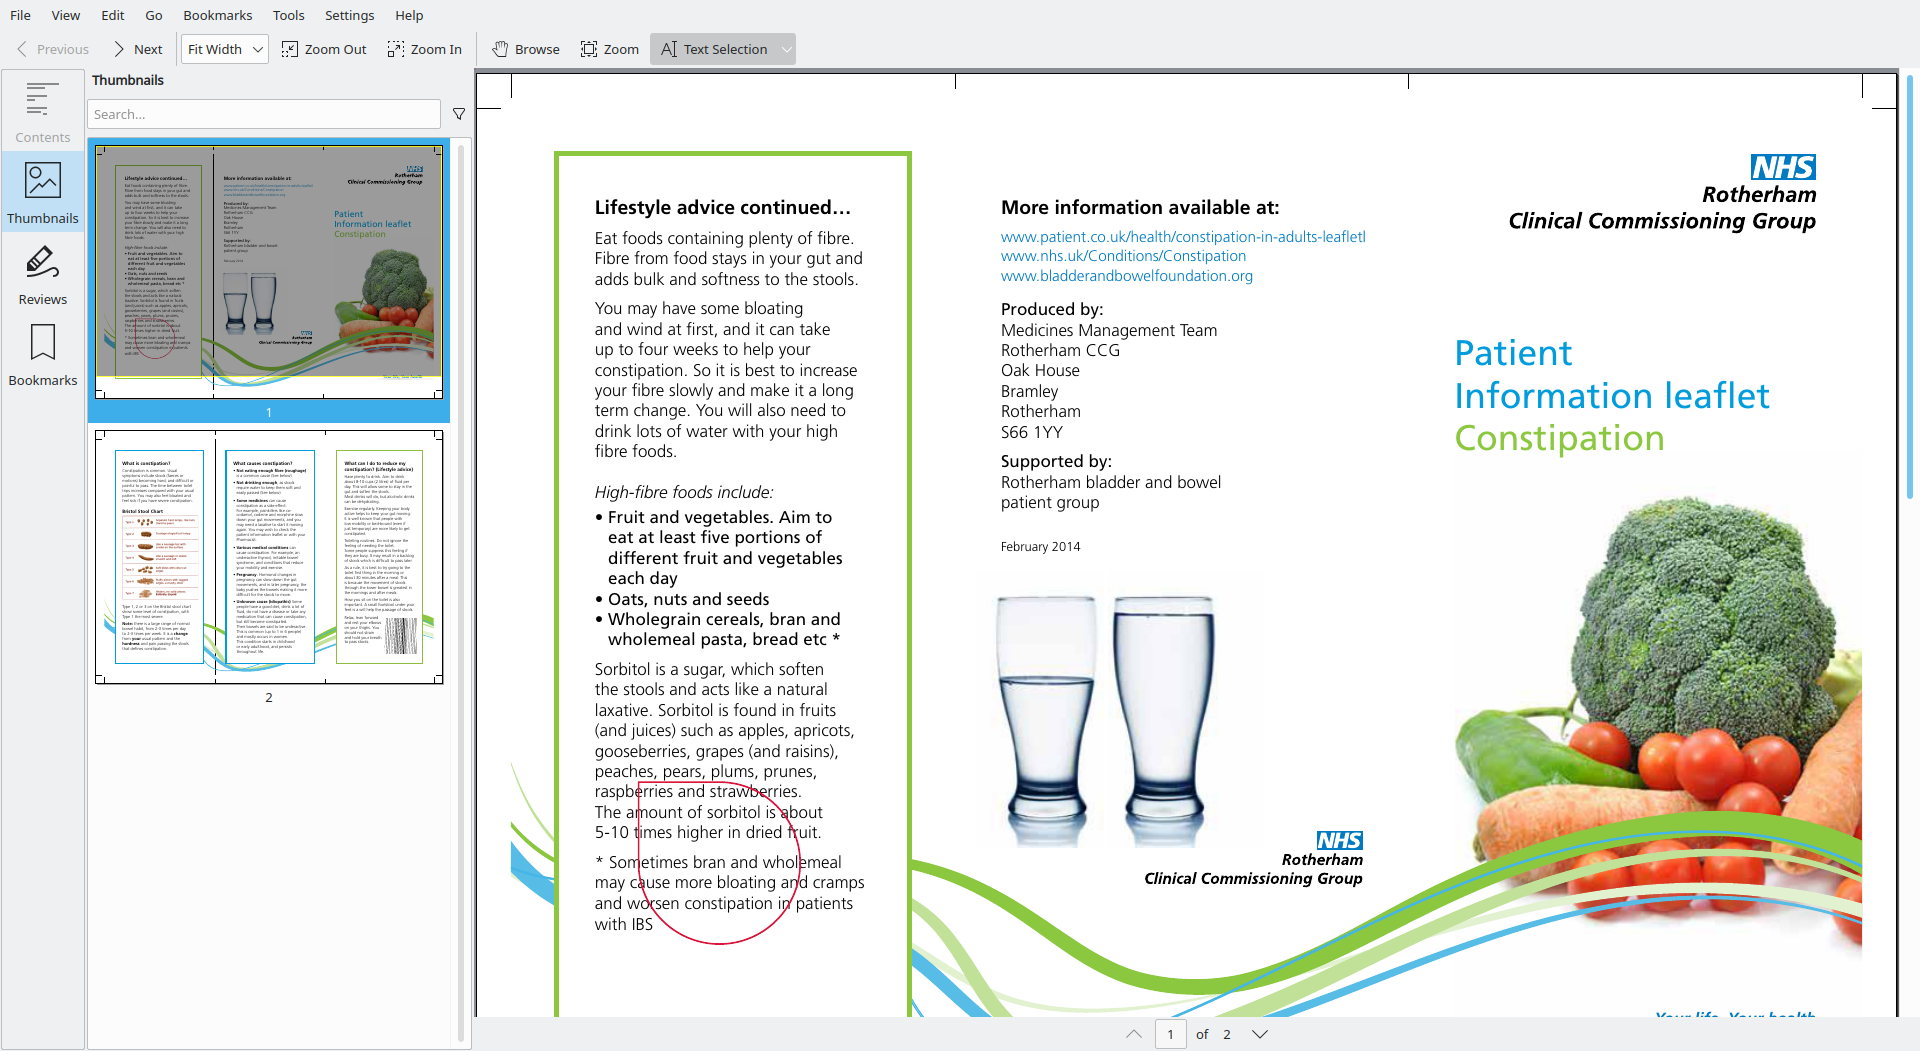 File View Edit Go Bookmarks Tools Settings Help
Previous Next Fit Width Zoom Out Zoom In Browse Zoom Text Selection
Contents
Thumbnails
Reviews
Bookmarks
Thumbnails
Search...
1
2
Lifestyle advice continued...
Eat foods containing plenty of fibre.
Fibre from food stays in your gut and
adds bulk and softness to the stools.
You may have some bloating
and wind at first, and it can take
up to four weeks to help your
constipation. So it is best to increase
your fibre slowly and make it a long
term change. You will also need to
drink lots of water with your high
fibre foods.
High-fibre foods include:
• Fruit and vegetables. Aim to
eat at least five portions of
different fruit and vegetables
each day
• Oats, nuts and seeds
• Wholegrain cereals, bran and
wholemeal pasta, bread etc *
Sorbitol is a sugar, which soften
the stools and acts like a natural
laxative. Sorbitol is found in fruits
(and juices) such as apples, apricots,
gooseberries, grapes (and raisins),
peaches, pears, plums, prunes,
raspberries and strawberries.
The amount of sorbitol is about
5-10 times higher in dried fruit.
* Sometimes bran and wholemeal
may cause more bloating and cramps
and worsen constipation in patients
with IBS
More information available at:
www.patient.co.uk/health/constipation-in-adults-leafletl
www.nhs.uk/Conditions/Constipation
www.bladderandbowelfoundation.org
Produced by:
Medicines Management Team
Rotherham CCG
Oak House
Bramley
Rotherham
S66 1YY
Supported by:
Rotherham bladder and bowel
patient group
February 2014
NHS
Rotherham
Clinical Commissioning Group
NHS
Rotherham
Clinical Commissioning Group
Patient
Information leaflet
Constipation
Your life, Your health
1 of 2